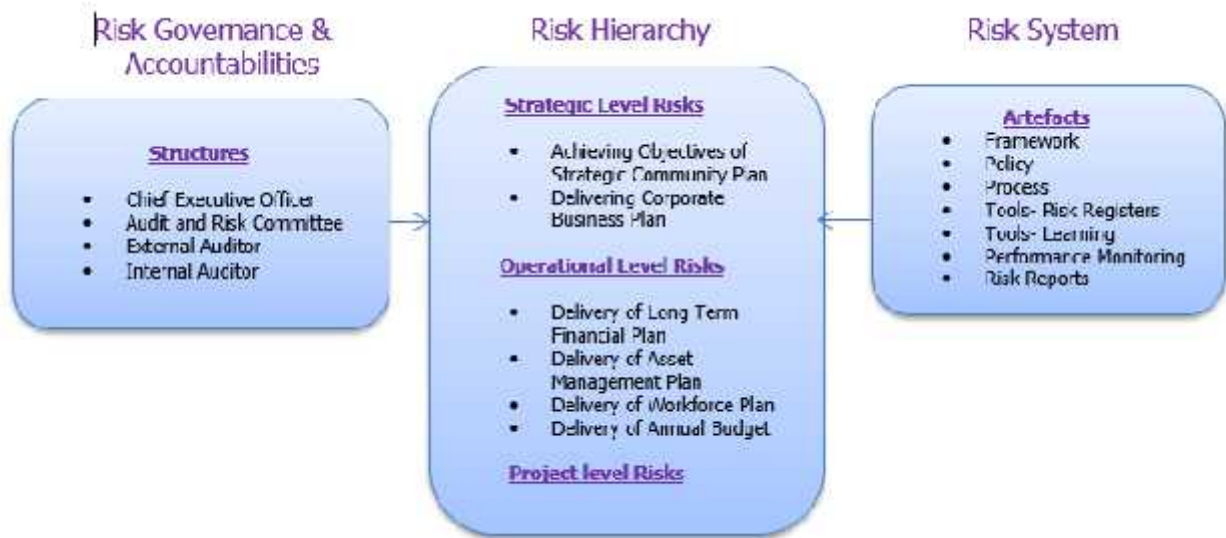 Risk Governance &
Accountabilities
Structures
• Chief Executive Officer
• Audit and Risk Committee
• External Auditor
• Internal Auditor
Risk Hierarchy
Strategic Level Risks
• Achieving Objectives of
Strategic Community Plan
• Delivering Corporate
Business Plan
Operational Level Risks
• Delivery of Long Term
Financial Plan
• Delivery of Asset
Management Plan
• Delivery of Workforce Plan
• Delivery of Annual Budget
Project level Risks
Risk System
Artefacts
• Framework
• Policy
• Process
• Tools- Risk Registers
• Tools- Learning
• Performance Monitoring
• Risk Reports